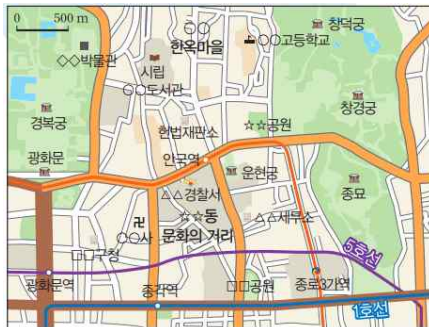 0 500 m
○○
한옥마을
창덕궁
○○고등학교
◇◇박물관
시립
○○도서관
경복궁
창경궁
☆☆공원
헌법재판소
광화문
안국역
운현궁
종묘
△△경찰서
☆☆동
문화의 거리
△△세무소
卍
○○사
□□구청
5호선
□□공원
광화문역
종각역
종로3가역
1호선